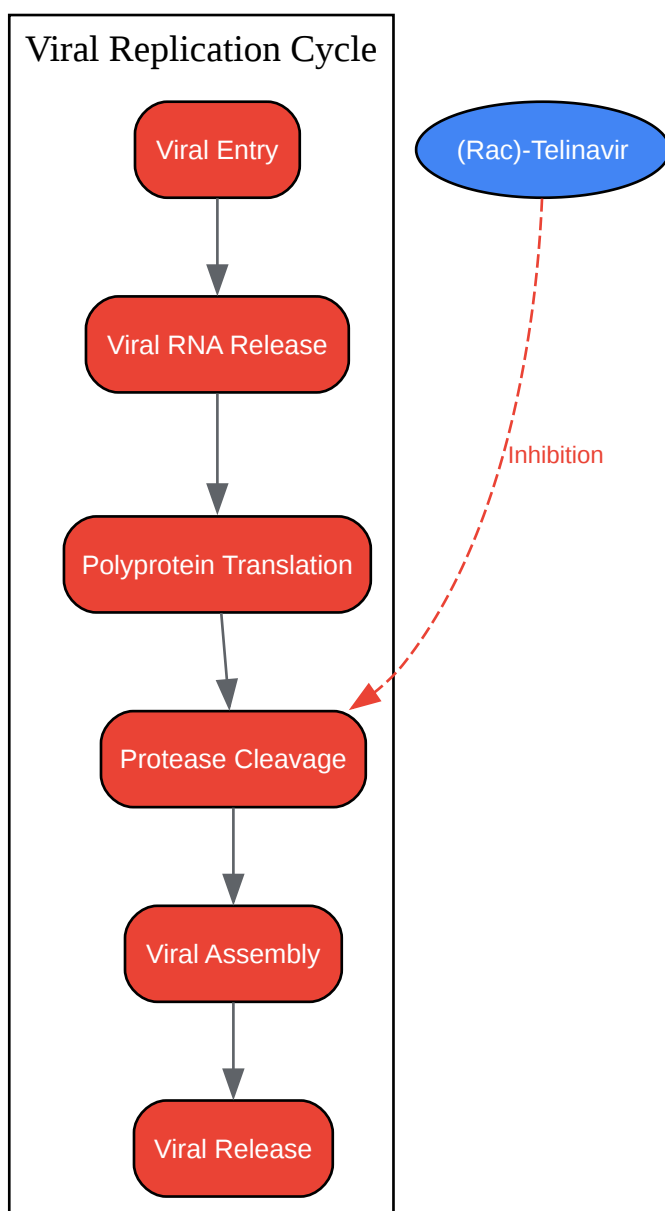 Viral Replication Cycle
Viral Entry
(Rac)-Telinavir
Viral RNA Release
Inhibition
Polyprotein Translation
Protease Cleavage
Viral Assembly
Viral Release